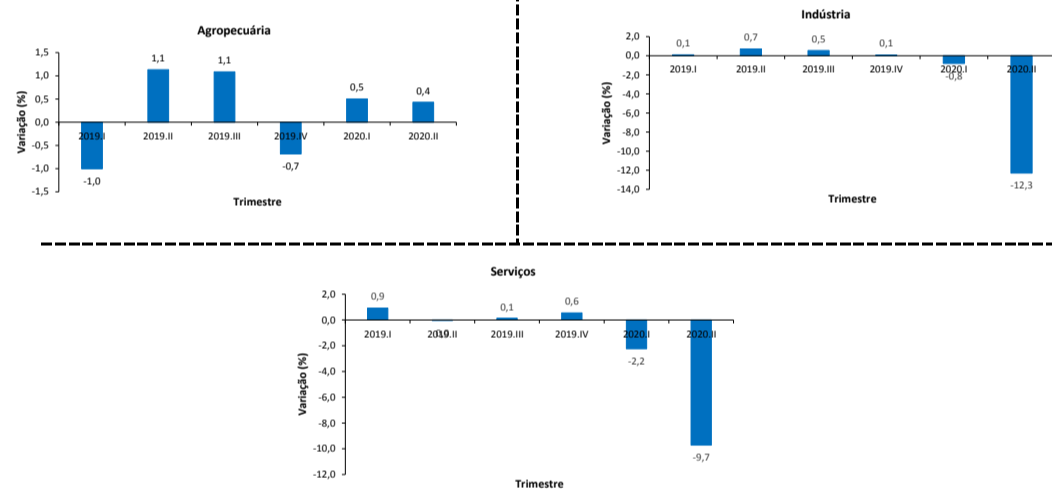 Agropecuária
1,5
1,0
0,5
0,0
-0,5
-1,0
-1,5
Variação (%)
1,1
1,1
0,5
0,4
-0,7
-1,0
2019.I
2019.II
2019.III
2019.IV
2020.I
2020.II
Trimestre
Indústria
2,0
0,0
-2,0
-4,0
-6,0
-8,0
-10,0
-12,0
-14,0
Variação (%)
0,1
0,7
0,5
0,1
-0,8
-12,3
2019.I
2019.II
2019.III
2019.IV
2020.I
2020.II
Trimestre
Serviços
2,0
0,0
-2,0
-4,0
-6,0
-8,0
-10,0
-12,0
Variação (%)
0,9
0,0
0,1
0,6
-2,2
-9,7
2019.I
2019.II
2019.III
2019.IV
2020.I
2020.II
Trimestre